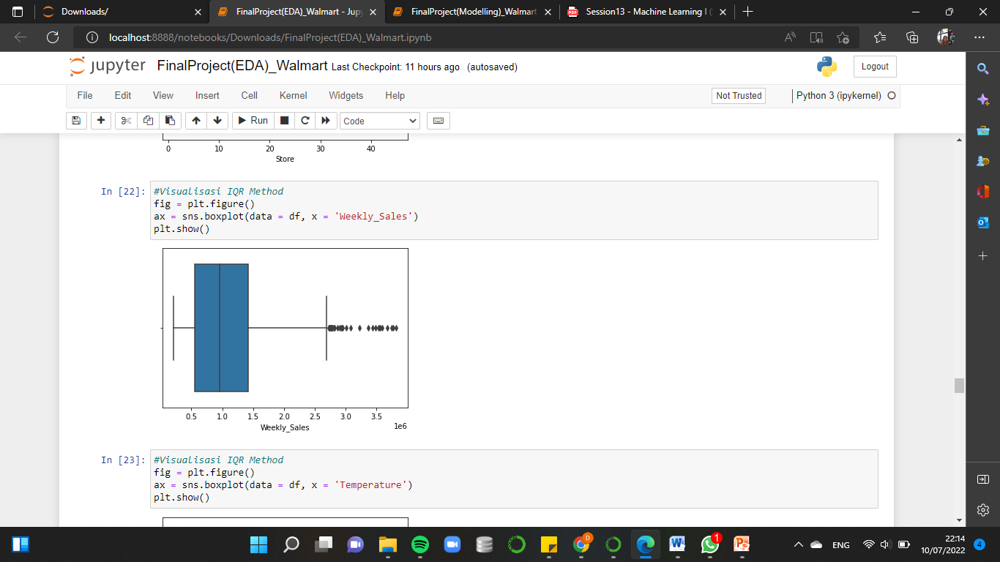 Downloads/
FinalProject(EDA)_Walmart - Jup
FinalProject(Modelling)_Walmart
PDF
Session13 - Machine Learning I (
localhost:8888/notebooks/Downloads/FinalProject(EDA)_Walmart.ipynb
jupyter FinalProject(EDA)_Walmart Last Checkpoint: 11 hours ago (autosaved)
Logout
File Edit View Insert Cell Kernel Widgets Help
Not Trusted
Python 3 (ipykernel)
Run
Code
0 10 20 30 40
Store
In [22]:
#Visualisasi IQR Method
fig = plt.figure()
ax = sns.boxplot(data = df, x = 'Weekly_Sales')
plt.show()
0.5 1.0 1.5 2.0 2.5 3.0 3.5
Weekly_Sales
1e6
In [23]:
#Visualisasi IQR Method
fig = plt.figure()
ax = sns.boxplot(data = df, x = 'Temperature')
plt.show()
D
W
1
P
ENG
22:14
10/07/2022
4